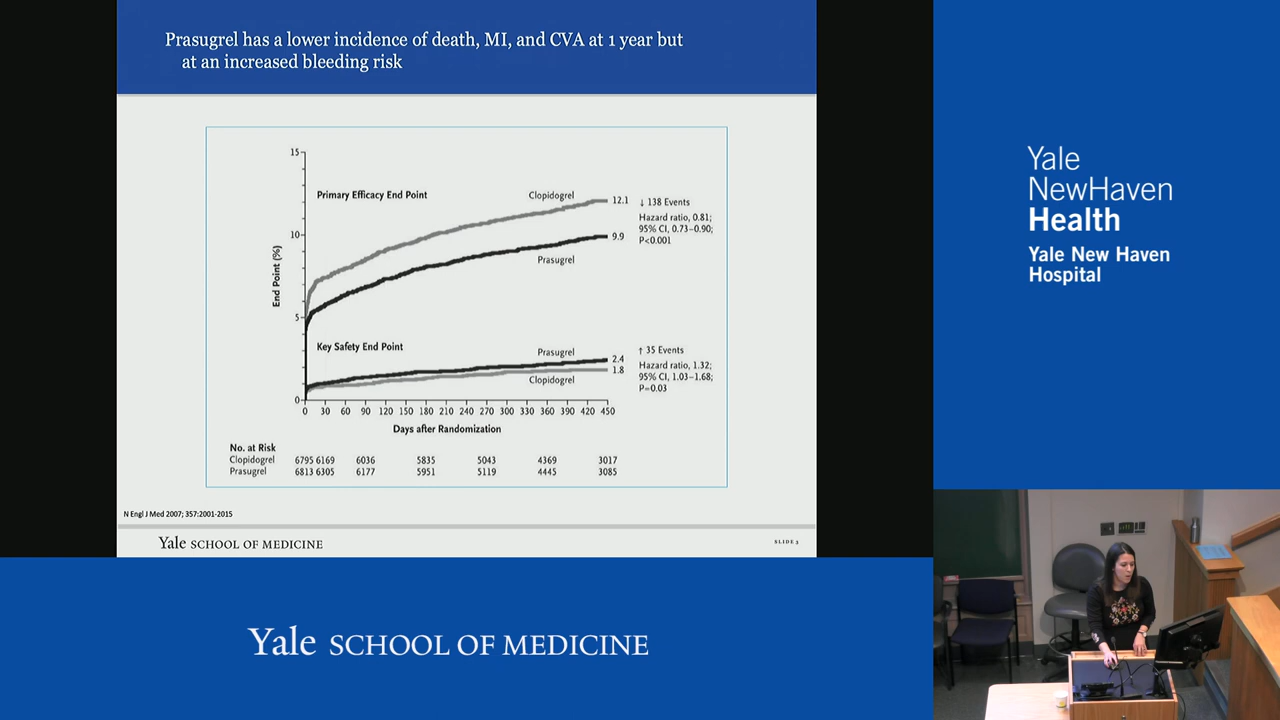 Prasugrel has a lower incidence of death, MI, and CVA at 1 year but
at an increased bleeding risk
15
10
5
0
End Point (%)
Primary Efficacy End Point
Clopidogrel
12.1
9.9
Prasugrel
↓ 138 Events
Hazard ratio, 0.81;
95% CI, 0.73–0.90;
P<0.001
Key Safety End Point
Prasugrel
2.4
1.8
Clopidogrel
↑ 35 Events
Hazard ratio, 1.32;
95% CI, 1.03–1.68;
P=0.03
0 30 60 90 120 150 180 210 240 270 300 330 360 390 420 450
Days after Randomization
No. at Risk
Clopidogrel 6795 6169 6036 5835 5043 4369 3017
Prasugrel 6813 6305 6177 5951 5119 4445 3085
N Engl J Med 2007; 357:2001-2015
Yale SCHOOL OF MEDICINE
SLIDE 3
Yale
NewHaven
Health
Yale New Haven
Hospital
Yale SCHOOL OF MEDICINE